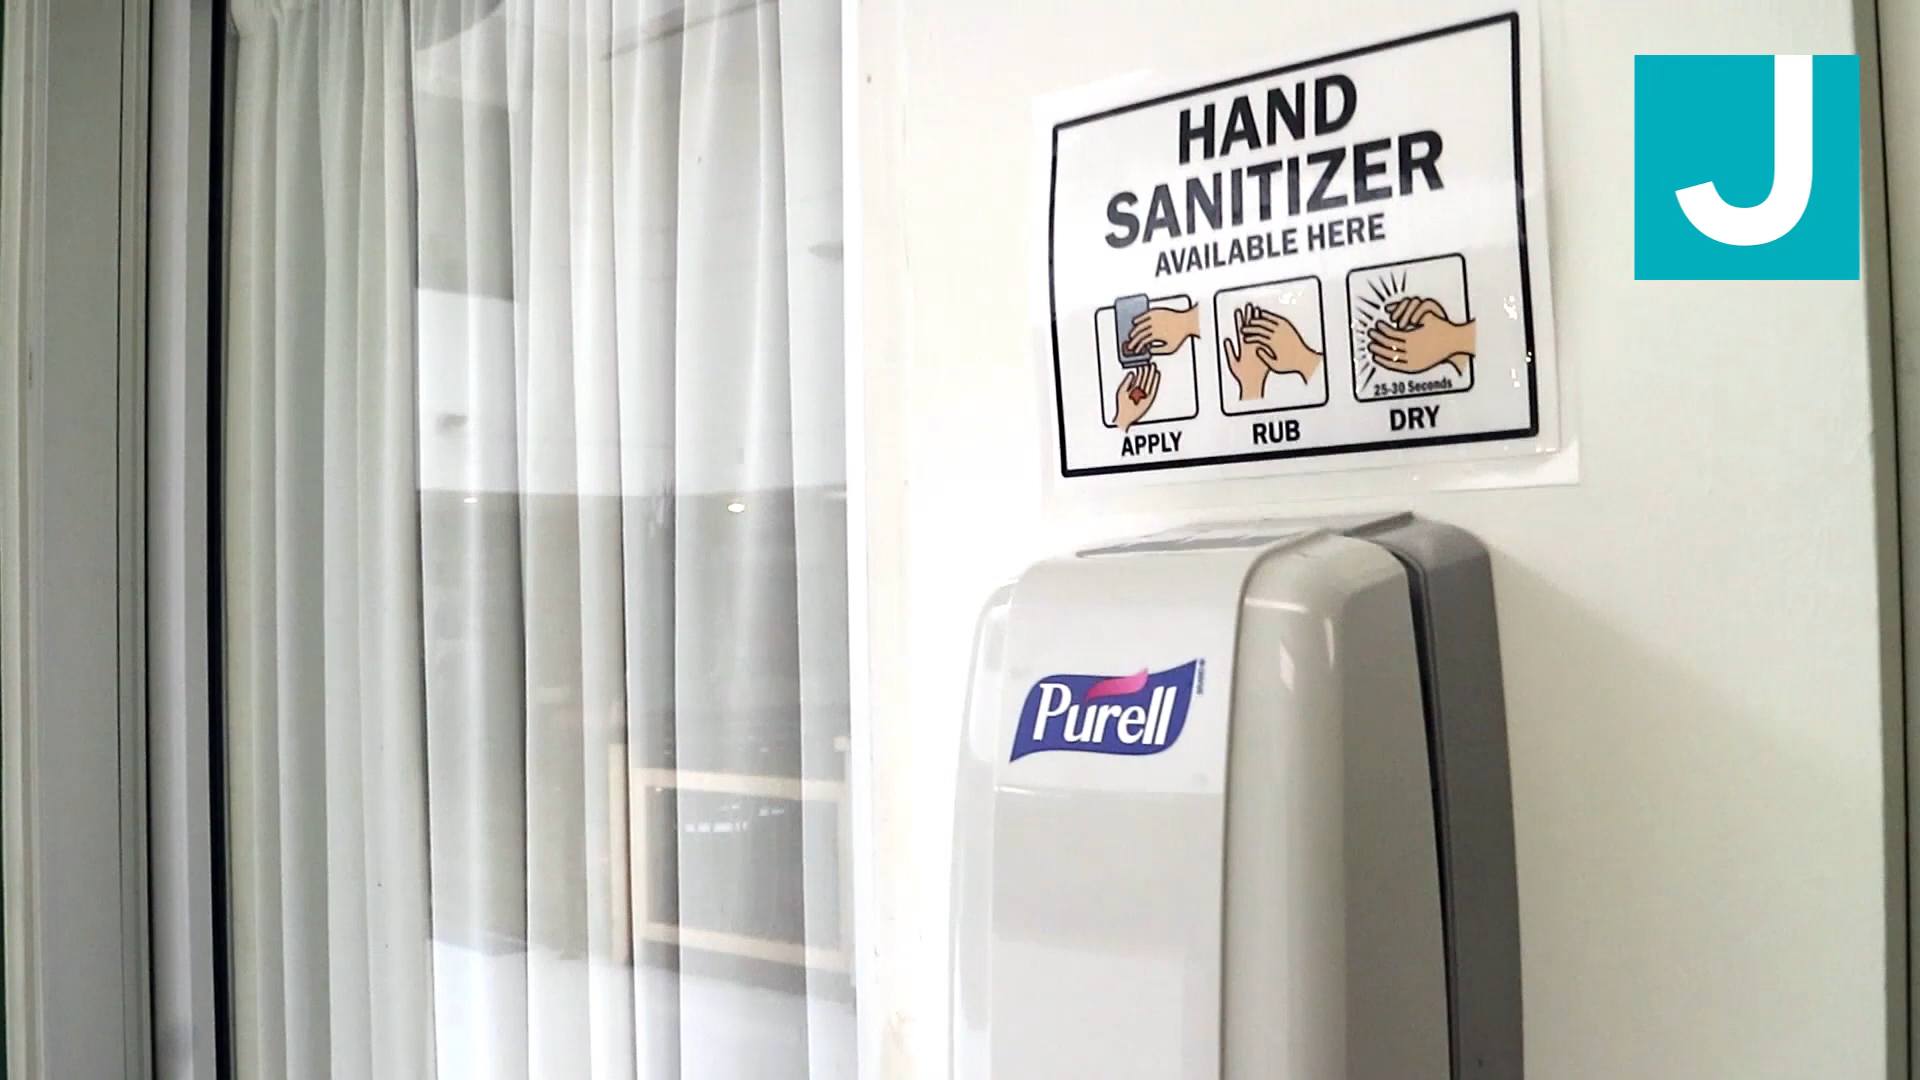 HAND
SANITIZER
AVAILABLE HERE
25-30 Seconds
APPLY RUB DRY
Purell
J